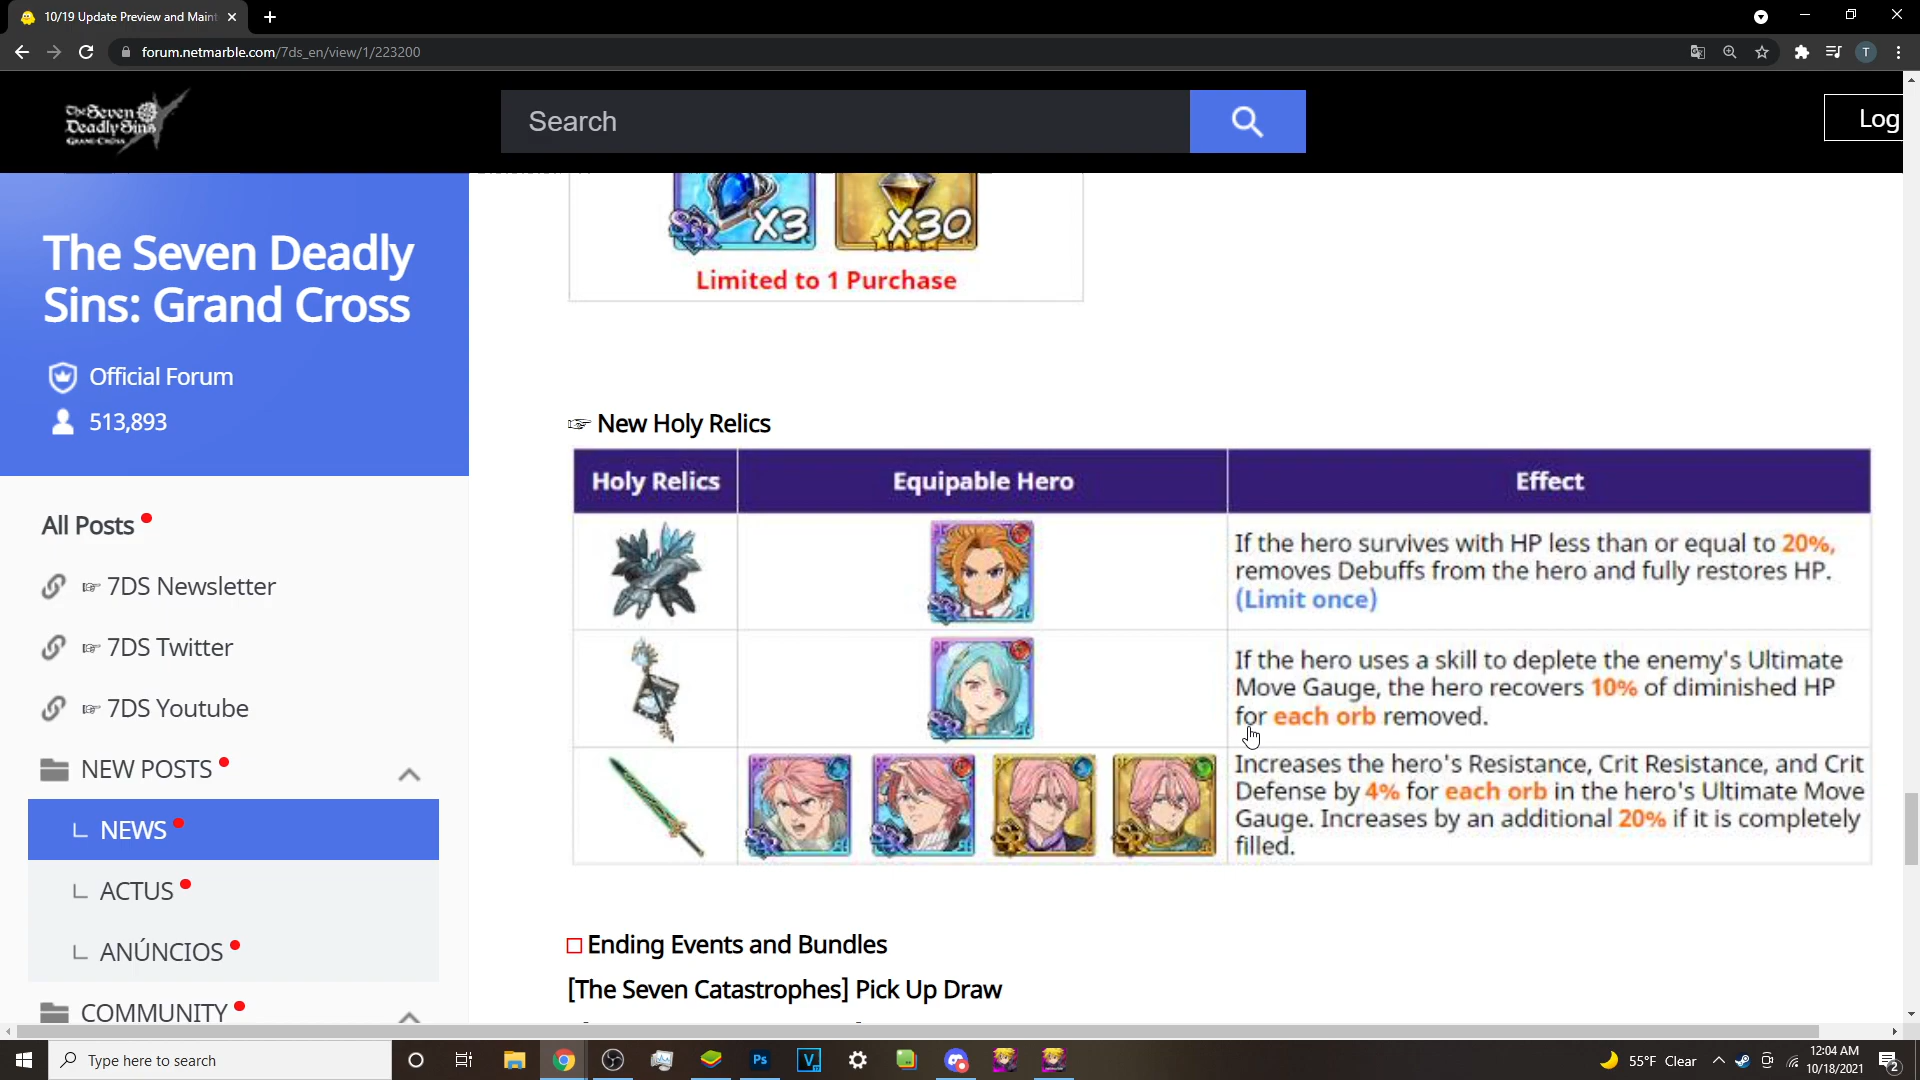 10/19 Update Preview and Maint
forum.netmarble.com/7ds_en/view/1/223200
T
The Seven
Deadly Sins
Grand Cross
Search
Log
The Seven Deadly
Sins: Grand Cross
Official Forum
513,893
All Posts
☞ 7DS Newsletter
☞ 7DS Twitter
☞ 7DS Youtube
NEW POSTS
NEWS
ACTUS
ANÚNCIOS
COMMUNITY
SSR X3 X30
Limited to 1 Purchase
☞ New Holy Relics
Holy Relics Equipable Hero Effect
If the hero survives with HP less than or equal to 20%,
removes Debuffs from the hero and fully restores HP.
(Limit once)
If the hero uses a skill to deplete the enemy's Ultimate
Move Gauge, the hero recovers 10% of diminished HP
for each orb removed.
Increases the hero's Resistance, Crit Resistance, and Crit
Defense by 4% for each orb in the hero's Ultimate Move
Gauge. Increases by an additional 20% if it is completely
filled.
□ Ending Events and Bundles
[The Seven Catastrophes] Pick Up Draw
Type here to search
Ps
V
55°F Clear
12:04 AM
10/18/2021
2